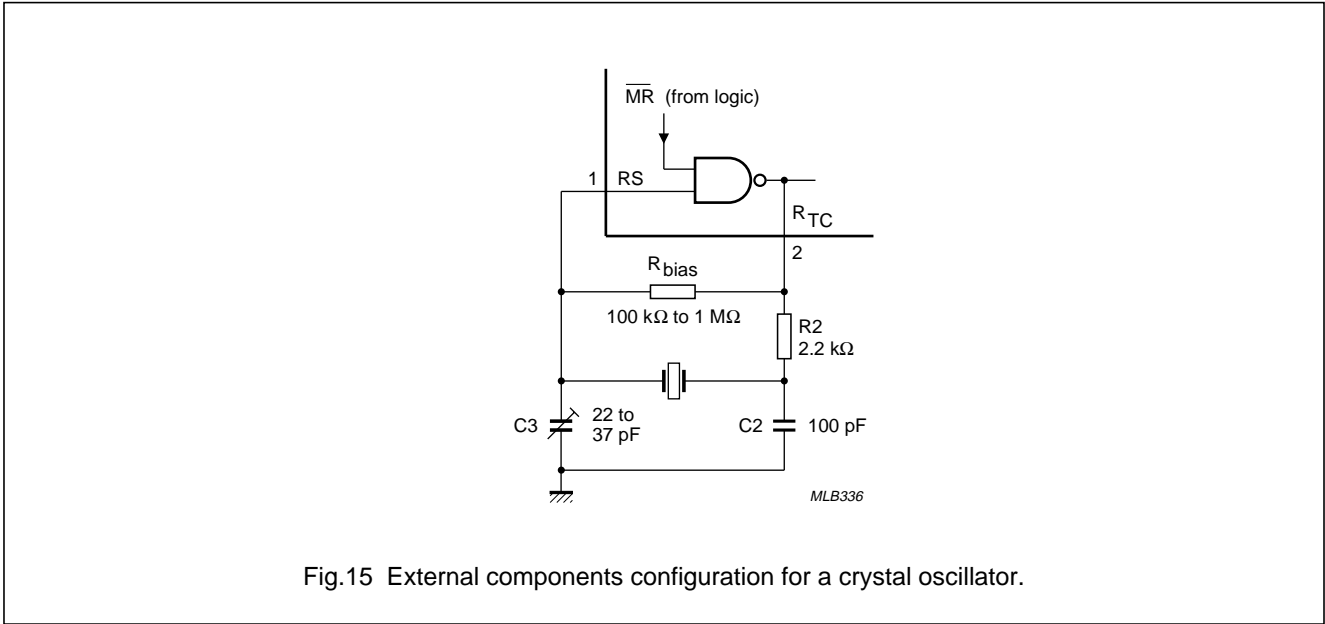 MR (from logic)
1 RS
RTC
2
Rbias
100 kΩ to 1 MΩ
R2
2.2 kΩ
C3
22 to
37 pF
C2
100 pF
MLB336
Fig.15 External components configuration for a crystal oscillator.